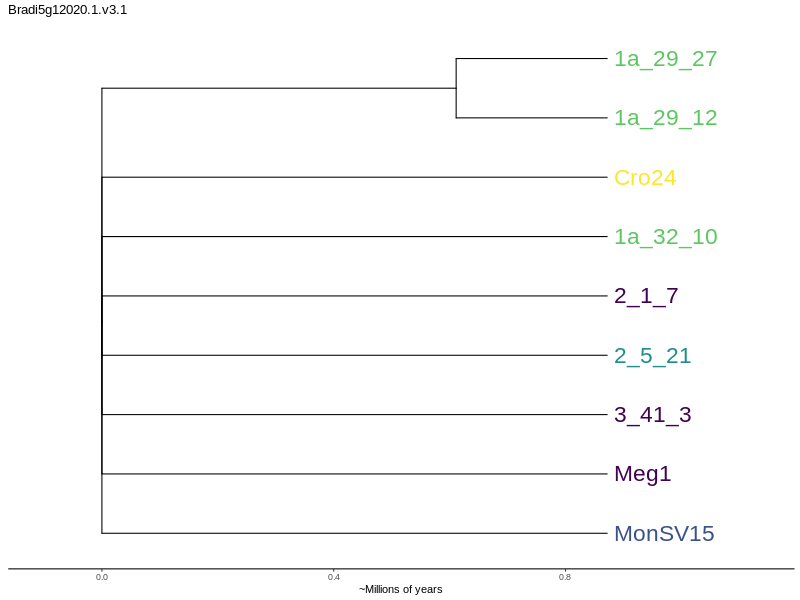 Bradi5g12020.1.v3.1
1a_29_27
1a_29_12
Cro24
1a_32_10
2_1_7
2_5_21
3_41_3
Meg1
MonSV15
0.0 0.4 0.8
~Millions of years